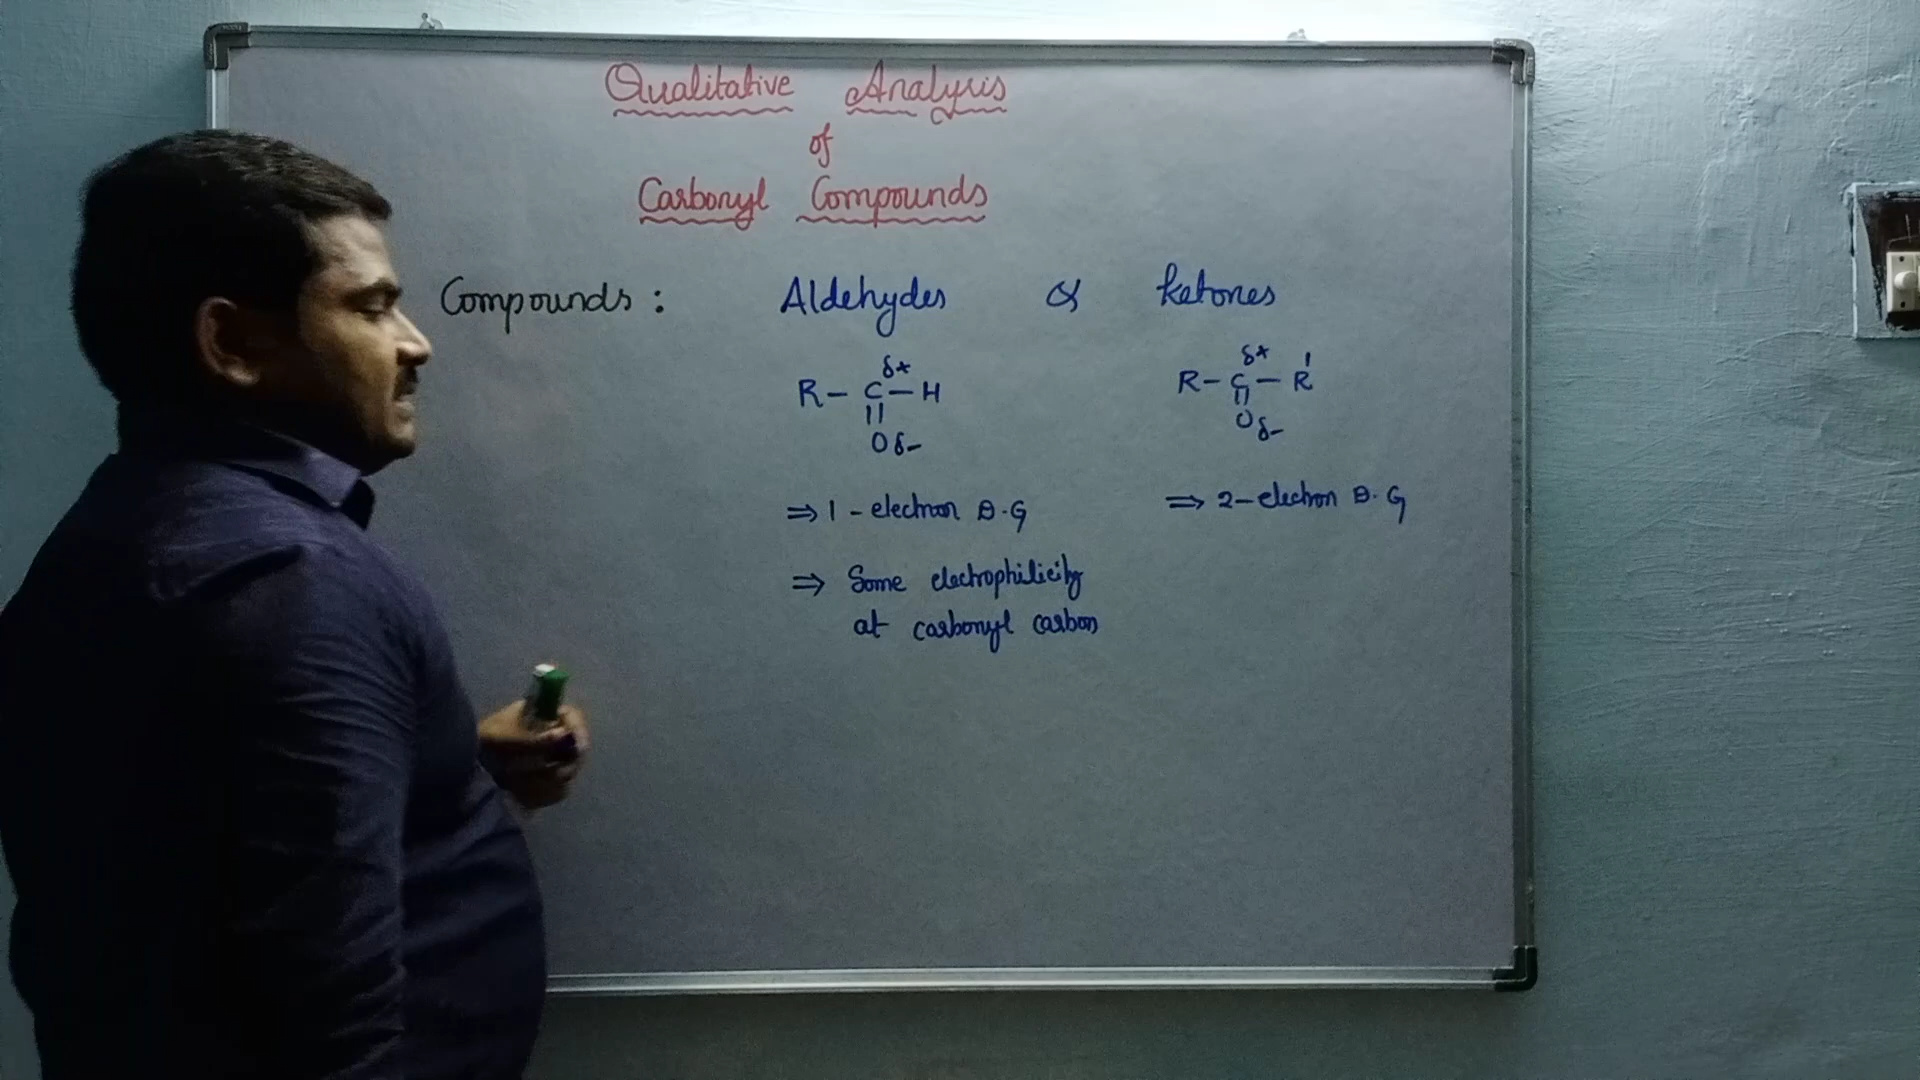 Qualitative Analysis
of
Carbonyl Compounds
Compounds : Aldehydes & ketones
δ+ δ+
R – C – H R – C – R'
|| ||
O δ- O δ-
⇒ 1 - electron D.G ⇒ 2 - electron D.G
⇒ Some electrophilicity
at carbonyl carbon